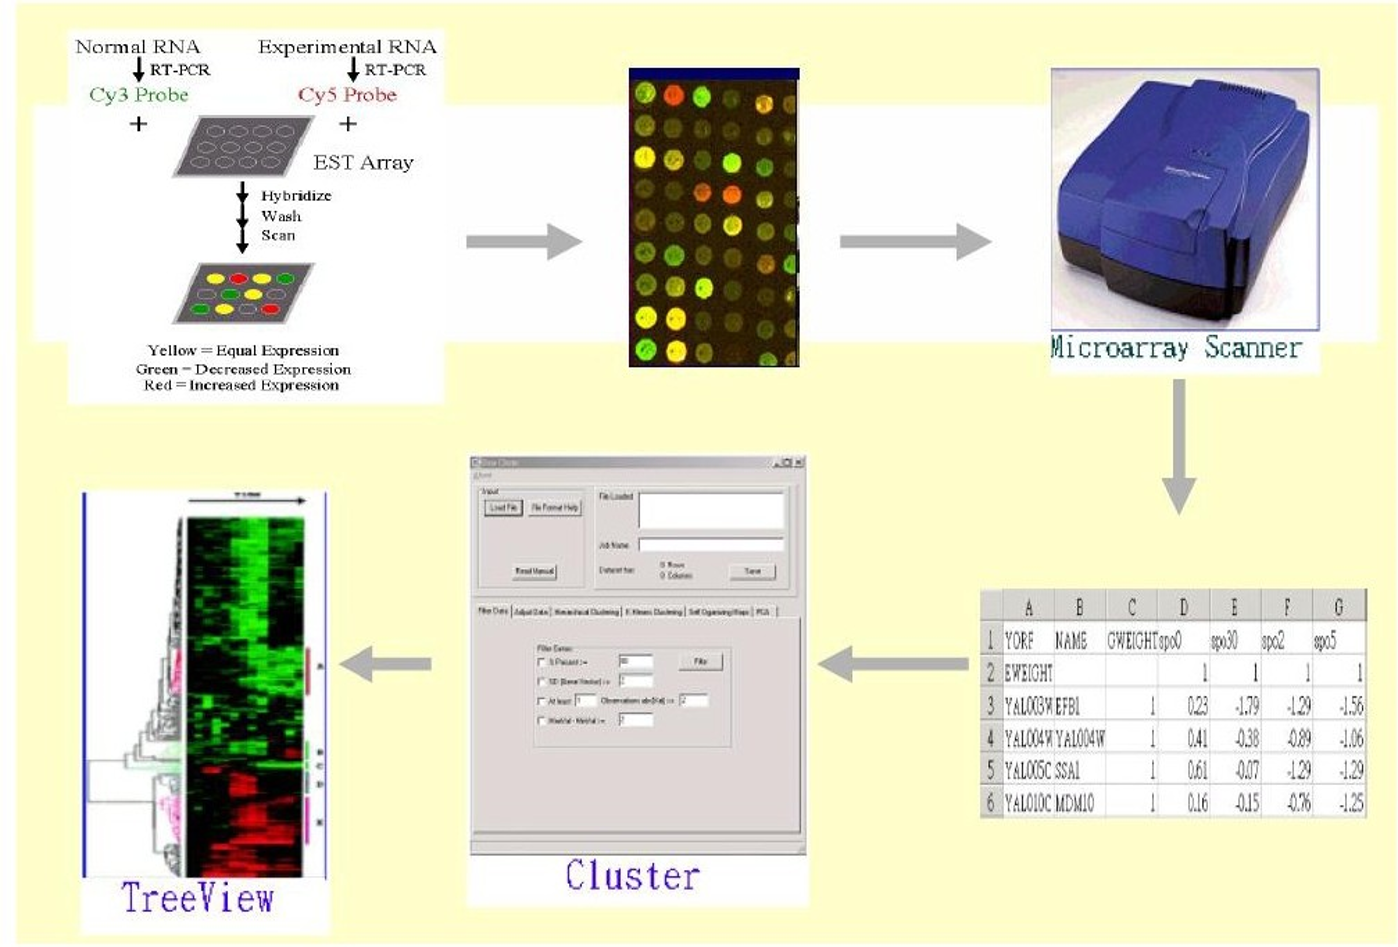 Normal RNA Experimental RNA
RT-PCR RT-PCR
Cy3 Probe Cy5 Probe
+ +
EST Array
Hybridize
Wash
Scan
Yellow = Equal Expression
Green = Decreased Expression
Red = Increased Expression
Microarray Scanner
Input
File Loaded
Load File File Format Help
Job Name
Read Manual Dataset has 0 Rows Save
0 Columns
Filter Data Adjust Data Hierarchical Clustering K-Means Clustering Self Organizing Maps PCA
Filter Genes
% Present >= 80 Filter
SD (Gene Vector) >= 2
At least 1 Observations abs(Val) >= 2
MaxVal - MinVal >= 2
Cluster
A B C D E F G
1 YORF NAME GWEIGHT spo0 spo30 spo2 spo5
2 EWEIGHT 1 1 1 1
3 YAL003W EFB1 1 0.23 -1.79 -1.29 -1.56
4 YAL004W YAL004W 1 0.41 -0.38 -0.89 -1.06
5 YAL005C SSA1 1 0.61 -0.07 -1.29 -1.29
6 YAL010C MDM10 1 0.16 -0.15 -0.76 -1.25
TreeView